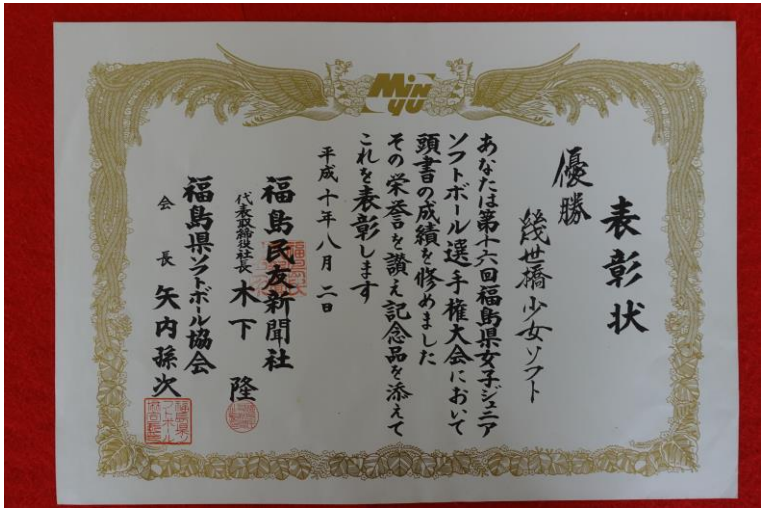 MiN
YU
表彰状
優勝
幾世橋少女ソフト
あなたは第十六回福島県女子ジュニア
ソフトボール選手権大会において
頭書の成績を修めました
その栄誉を讃え記念品を添えて
これを表彰します
平成十年八月二日
福島民友新聞社
代表取締役社長 木下 隆
福島県ソフトボール協会
会長 矢内孫次